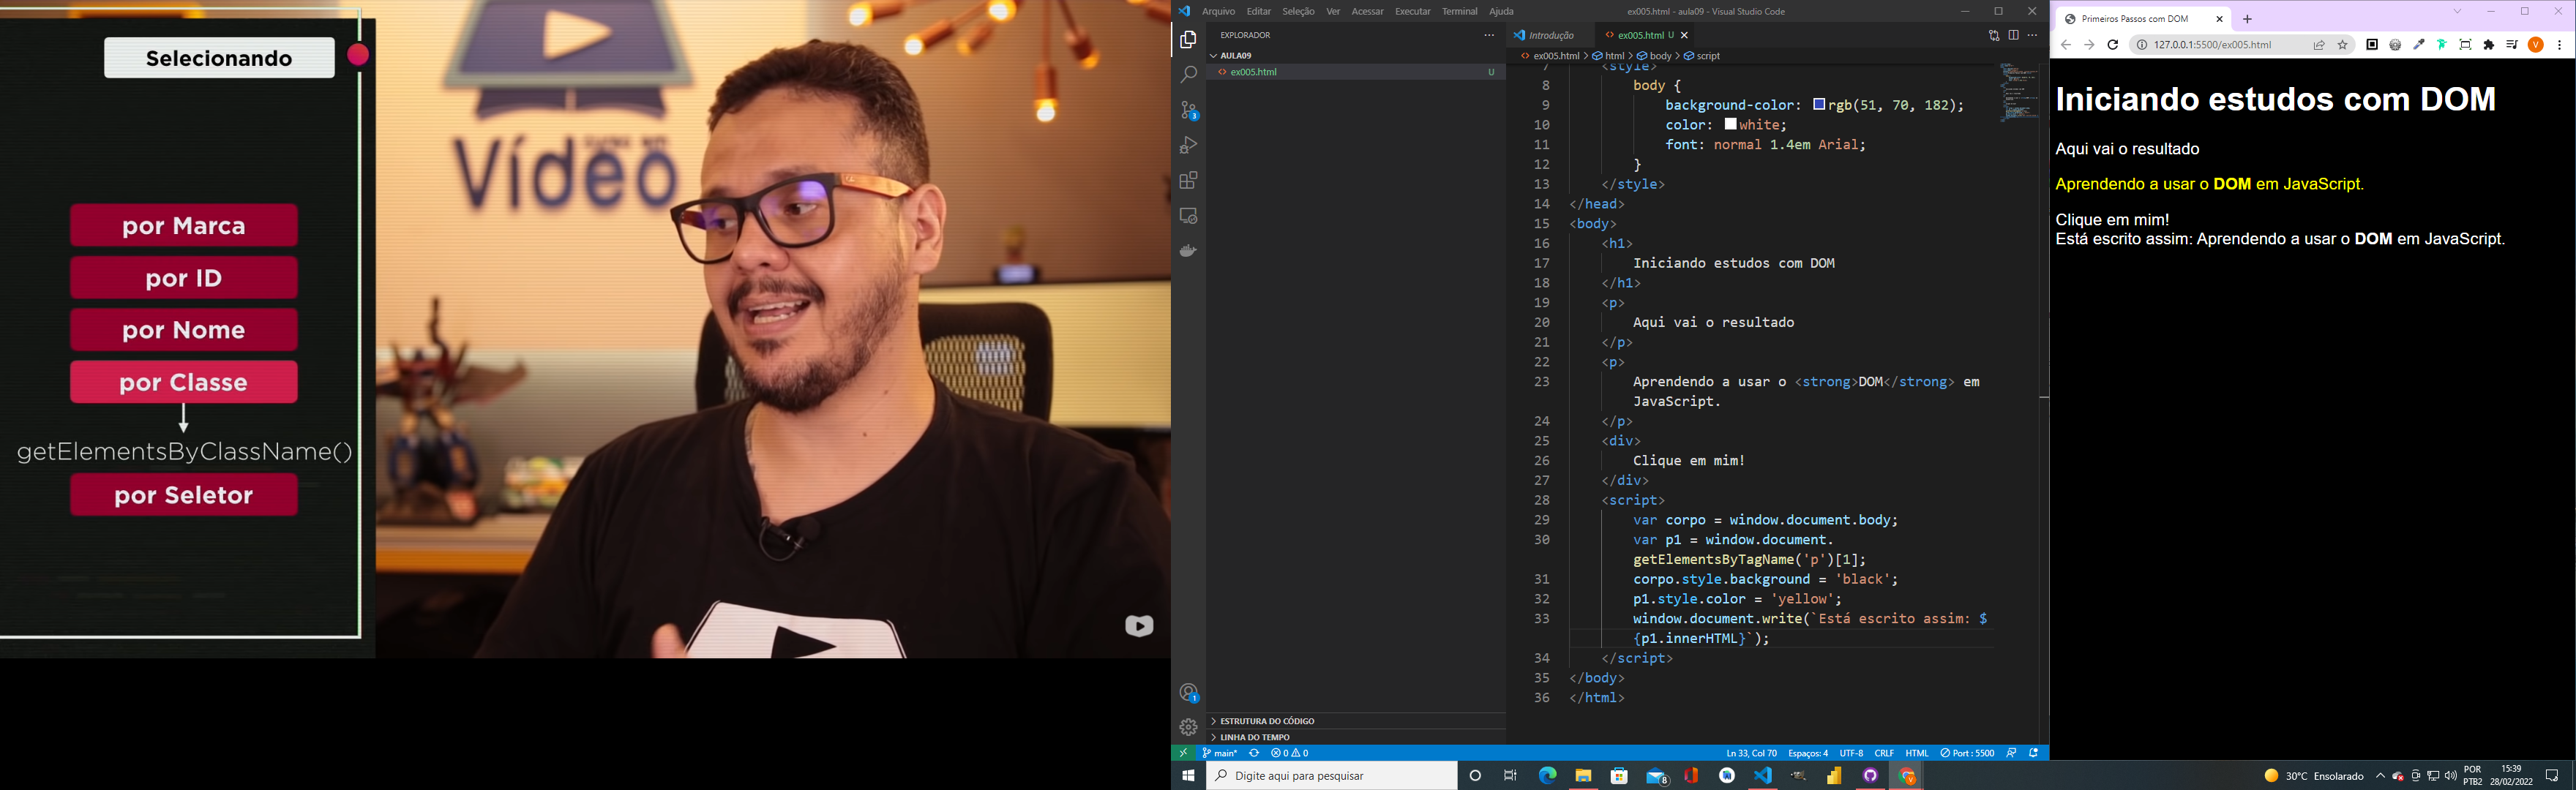 Selecionando
por Marca
por ID
por Nome
por Classe
getElementsByClassName()
por Seletor
Vídeo
Arquivo Editar Seleção Ver Acessar Executar Terminal Ajuda
ex005.html - aula09 - Visual Studio Code
EXPLORADOR
AULA09
ex005.html U
3
1
ESTRUTURA DO CÓDIGO
LINHA DO TEMPO
Introdução
ex005.html U
ex005.html > html > body > script
7 <style>
8 body {
9 background-color: rgb(51, 70, 182);
10 color: white;
11 font: normal 1.4em Arial;
12 }
13 </style>
14 </head>
15 <body>
16 <h1>
17 Iniciando estudos com DOM
18 </h1>
19 <p>
20 Aqui vai o resultado
21 </p>
22 <p>
23 Aprendendo a usar o <strong>DOM</strong> em
JavaScript.
24 </p>
25 <div>
26 Clique em mim!
27 </div>
28 <script>
29 var corpo = window.document.body;
30 var p1 = window.document.
getElementsByTagName('p')[1];
31 corpo.style.background = 'black';
32 p1.style.color = 'yellow';
33 window.document.write(`Está escrito assim: $
{p1.innerHTML}`);
34 </script>
35 </body>
36 </html>
main* 0 0
Ln 33, Col 70 Espaços: 4 UTF-8 CRLF HTML Port : 5500
Primeiros Passos com DOM
127.0.0.1:5500/ex005.html
V
Iniciando estudos com DOM
Aqui vai o resultado
Aprendendo a usar o DOM em JavaScript.
Clique em mim!
Está escrito assim: Aprendendo a usar o DOM em JavaScript.
Digite aqui para pesquisar
8
30°C Ensolarado
POR
PTB2
15:39
28/02/2022